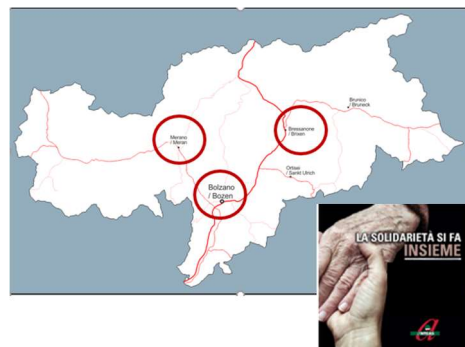 Brunico
/ Bruneck
Bressanone
/ Brixen
Merano
/ Meran
Ortisei
/ Sankt Ulrich
Bolzano
/ Bozen
LA SOLIDARIETÀ SI FA
INSIEME